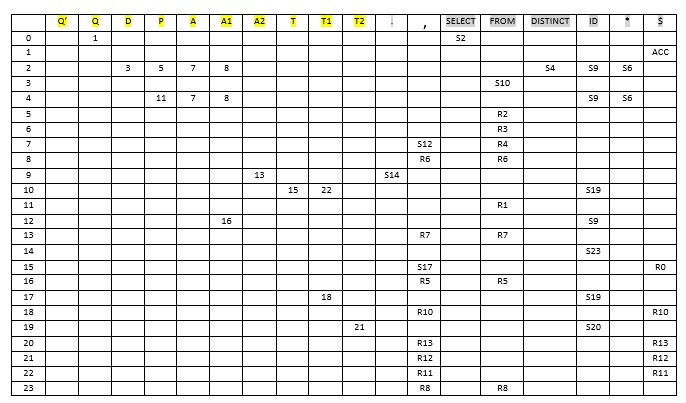 Q' Q D P A A1 A2 T T1 T2 . , SELECT FROM DISTINCT ID * $
0 1 S2
1 ACC
2 3 5 7 8 S4 S9 S6
3 S10
4 11 7 8 S9 S6
5 R2
6 R3
7 S12 R4
8 R6 R6
9 13 S14
10 15 22 S19
11 R1
12 16 S9
13 R7 R7
14 S23
15 S17 R0
16 R5 R5
17 18 S19
18 R10 R10
19 21 S20
20 R13 R13
21 R12 R12
22 R11 R11
23 R8 R8